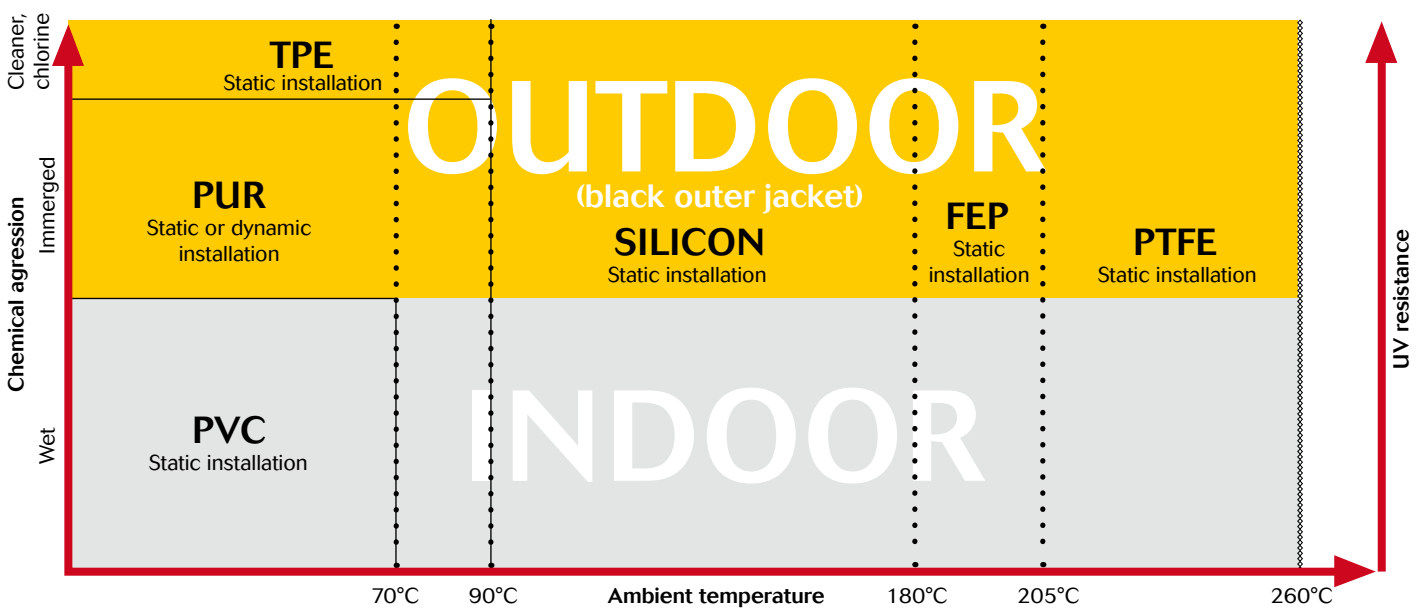 Cleaner,
chlorine
TPE
Static installation
OUTDOOR
(black outer jacket)
Immerged
PUR
Static or dynamic
installation
SILICON
Static installation
FEP
Static
installation
PTFE
Static installation
Chemical agression
UV resistance
INDOOR
Wet
PVC
Static installation
70°C
90°C
Ambient temperature
180°C
205°C
260°C